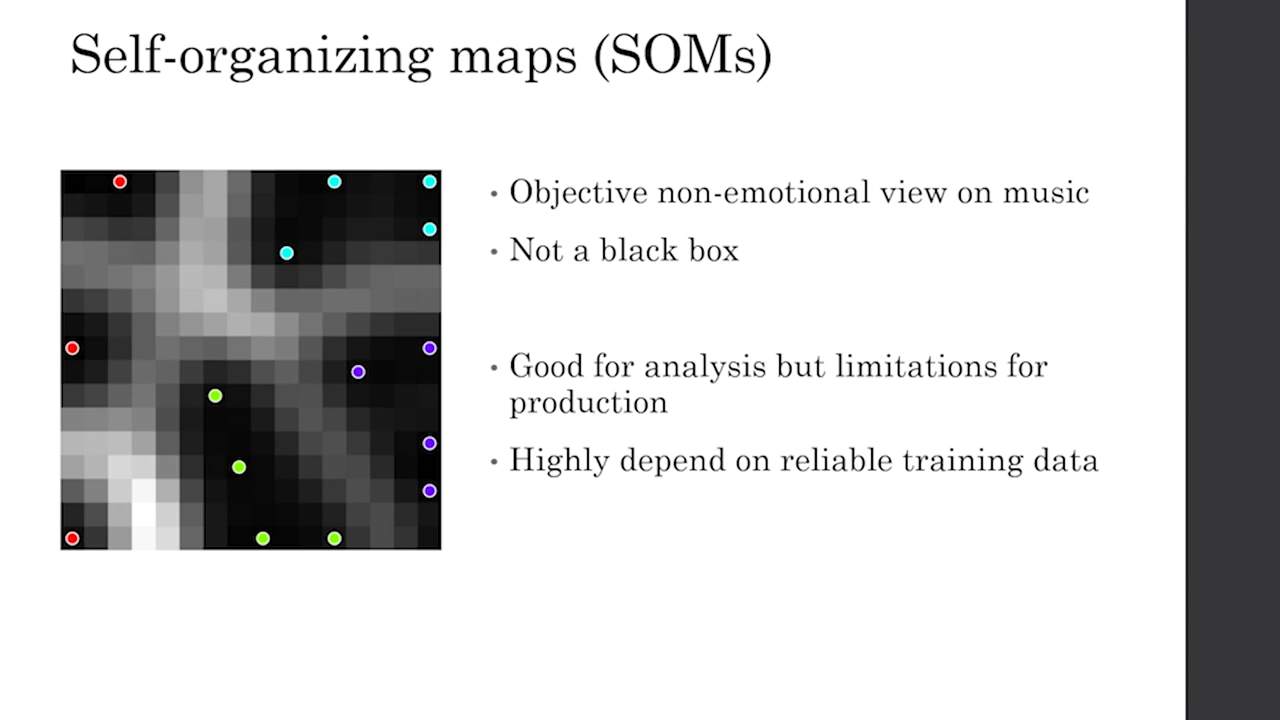 Self-organizing maps (SOMs)
• Objective non-emotional view on music
• Not a black box
• Good for analysis but limitations for
production
• Highly depend on reliable training data